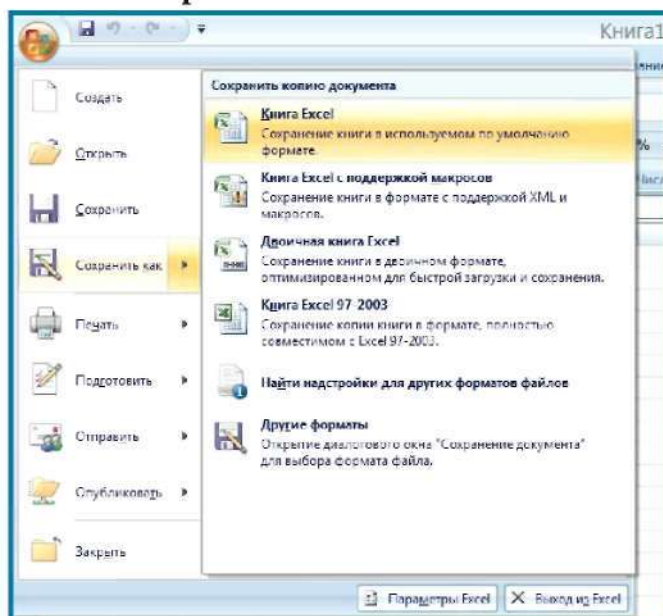 Книга1
Создать
Открыть
Сохранить
Сохранить как
Печать
Подготовить
Отправить
Опубликовать
Закрыть
Сохранить копию документа
Книга Excel
Сохранение книги в используемом по умолчанию
формате.
Книга Excel с поддержкой макросов
Сохранение книги в формате с поддержкой XML и
макросов.
Двоичная книга Excel
Сохранение книги в двоичном формате,
оптимизированном для быстрой загрузки и сохранения.
Книга Excel 97-2003
Сохранение копии книги в формате, полностью
совместимом с Excel 97-2003.
Найти надстройки для других форматов файлов
Другие форматы
Открытие диалогового окна "Сохранение документа"
для выбора формата файла.
%
Параметры Excel
Выход из Excel